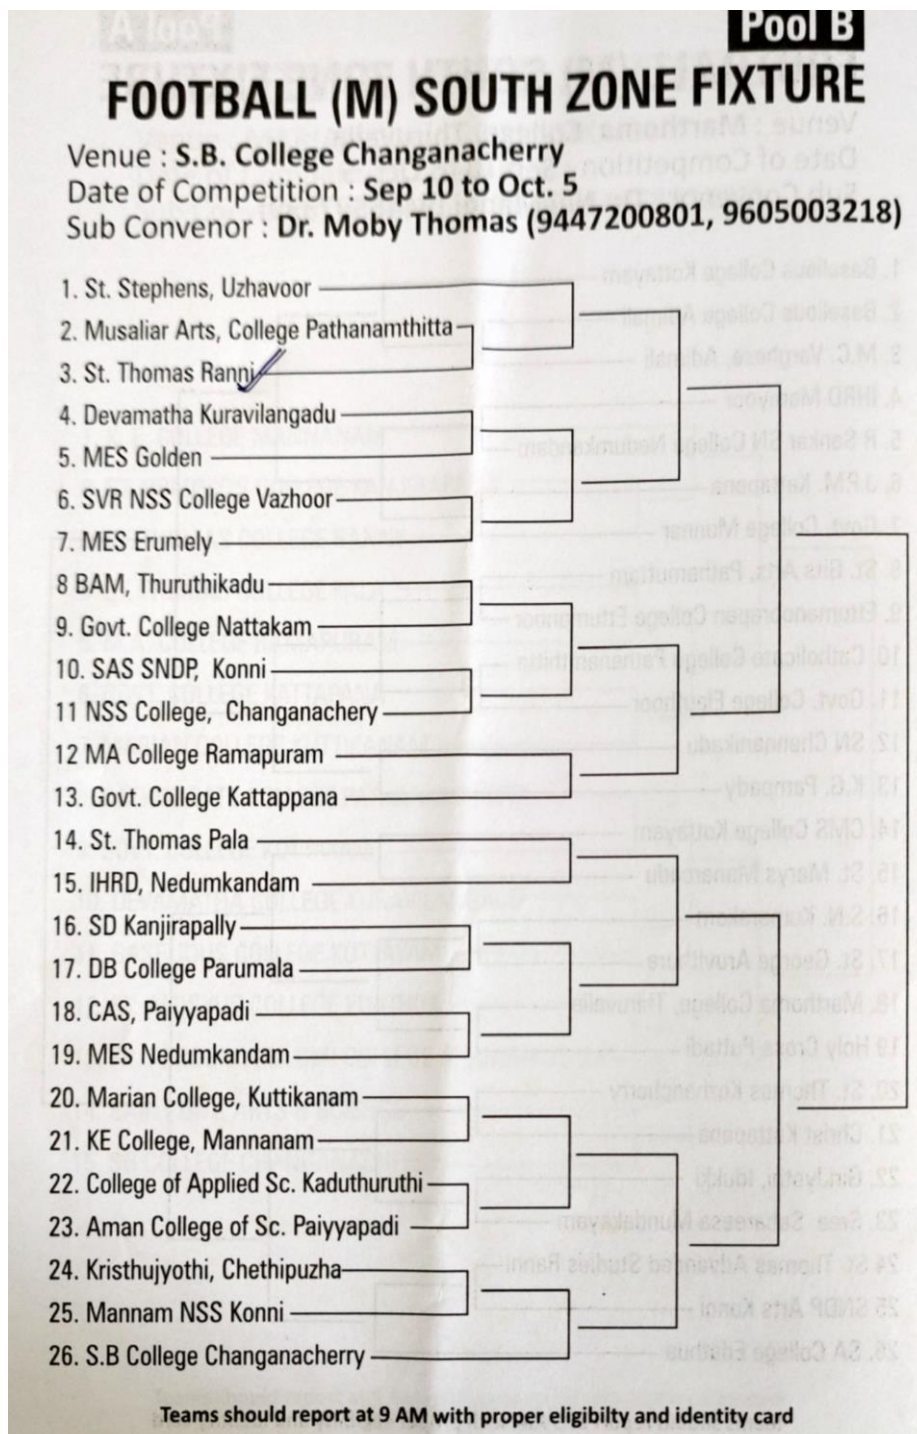 Pool B
FOOTBALL (M) SOUTH ZONE FIXTURE
Venue : S.B. College Changanacherry
Date of Competition : Sep 10 to Oct. 5
Sub Convenor : Dr. Moby Thomas (9447200801, 9605003218)
1. St. Stephens, Uzhavoor
2. Musaliar Arts, College Pathanamthitta
3. St. Thomas Ranni
4. Devamatha Kuravilangadu
5. MES Golden
6. SVR NSS College Vazhoor
7. MES Erumely
8 BAM, Thuruthikadu
9. Govt. College Nattakam
10. SAS SNDP, Konni
11 NSS College, Changanachery
12 MA College Ramapuram
13. Govt. College Kattappana
14. St. Thomas Pala
15. IHRD, Nedumkandam
16. SD Kanjirapally
17. DB College Parumala
18. CAS, Paiyyapadi
19. MES Nedumkandam
20. Marian College, Kuttikanam
21. KE College, Mannanam
22. College of Applied Sc. Kaduthuruthi
23. Aman College of Sc. Paiyyapadi
24. Kristhujyothi, Chethipuzha
25. Mannam NSS Konni
26. S.B College Changanacherry
Teams should report at 9 AM with proper eligibilty and identity card